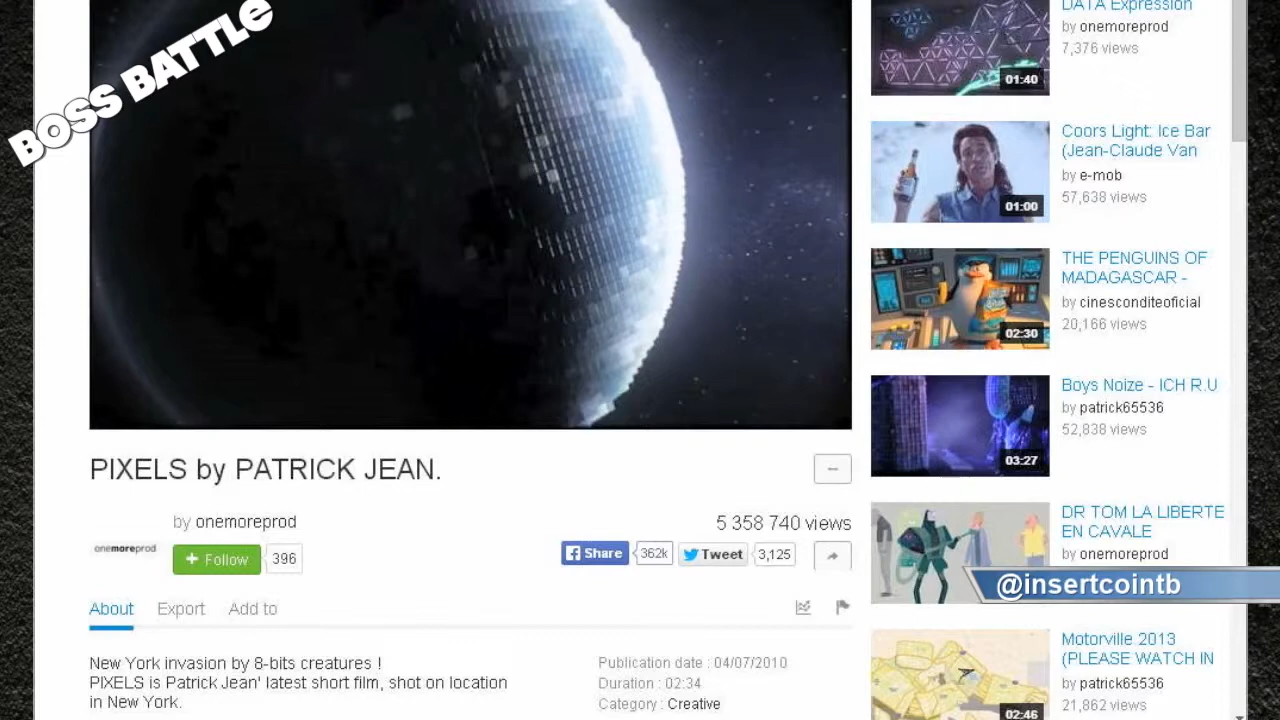 BOSS BATTLE
PIXELS by PATRICK JEAN.
by onemoreprod
5 358 740 views
onemoreprod
+ Follow
396
Share
362k
Tweet
3,125
About
Export
Add to
New York invasion by 8-bits creatures !
PIXELS is Patrick Jean' latest short film, shot on location
in New York.
Publication date : 04/07/2010
Duration : 02:34
Category : Creative
DATA Expression
by onemoreprod
7,376 views
01:40
Coors Light: Ice Bar
(Jean-Claude Van
by e-mob
57,638 views
01:00
THE PENGUINS OF
MADAGASCAR -
by cinesconditeoficial
20,166 views
02:30
Boys Noize - ICH R.U
by patrick65536
52,838 views
03:27
DR TOM LA LIBERTE
EN CAVALE
by onemoreprod
@insertcointb
Motorville 2013
(PLEASE WATCH IN
by patrick65536
21,862 views
02:46